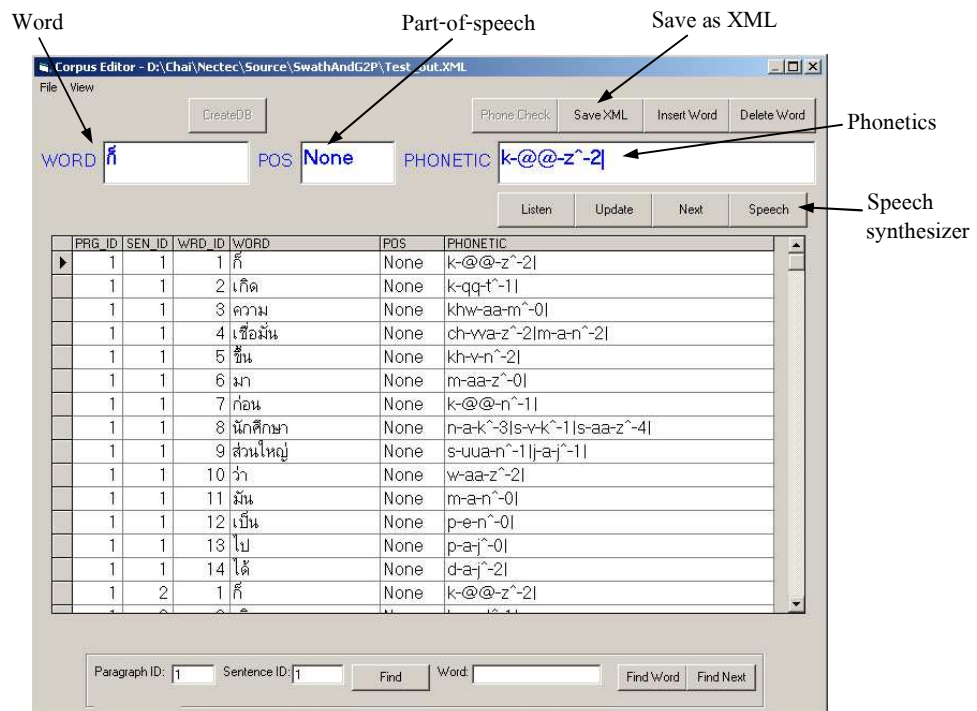 Word Part-of-speech Save as XML
Corpus Editor - D:\Chai\Nectec\Source\SwathAndG2P\Test_out.XML
File View
CreateDB Phone Check Save XML Insert Word Delete Word
Phonetics
WORD ก็ POS None PHONETIC k-@@-z^-2|
Listen Update Next Speech
Speech
synthesizer
PRG_ID SEN_ID WRD_ID WORD POS PHONETIC
1 1 1 ก็ None k-@@-z^-2|
1 1 2 เกิด None k-qq-t^-1|
1 1 3 ความ None khw-aa-m^-0|
1 1 4 เชื่อมั่น None ch-vva-z^-2|m-a-n^-2|
1 1 5 ขึ้น None kh-v-n^-2|
1 1 6 มา None m-aa-z^-0|
1 1 7 ก่อน None k-@@-n^-1|
1 1 8 นักศึกษา None n-a-k^-3|s-v-k^-1|s-aa-z^-4|
1 1 9 ส่วนใหญ่ None s-uua-n^-1|j-a-j^-1|
1 1 10 ว่า None w-aa-z^-2|
1 1 11 มัน None m-a-n^-0|
1 1 12 เป็น None p-e-n^-0|
1 1 13 ไป None p-a-j^-0|
1 1 14 ได้ None d-a-j^-2|
1 2 1 ก็ None k-@@-z^-2|
Paragraph ID: 1 Sentence ID: 1 Find Word: Find Word Find Next